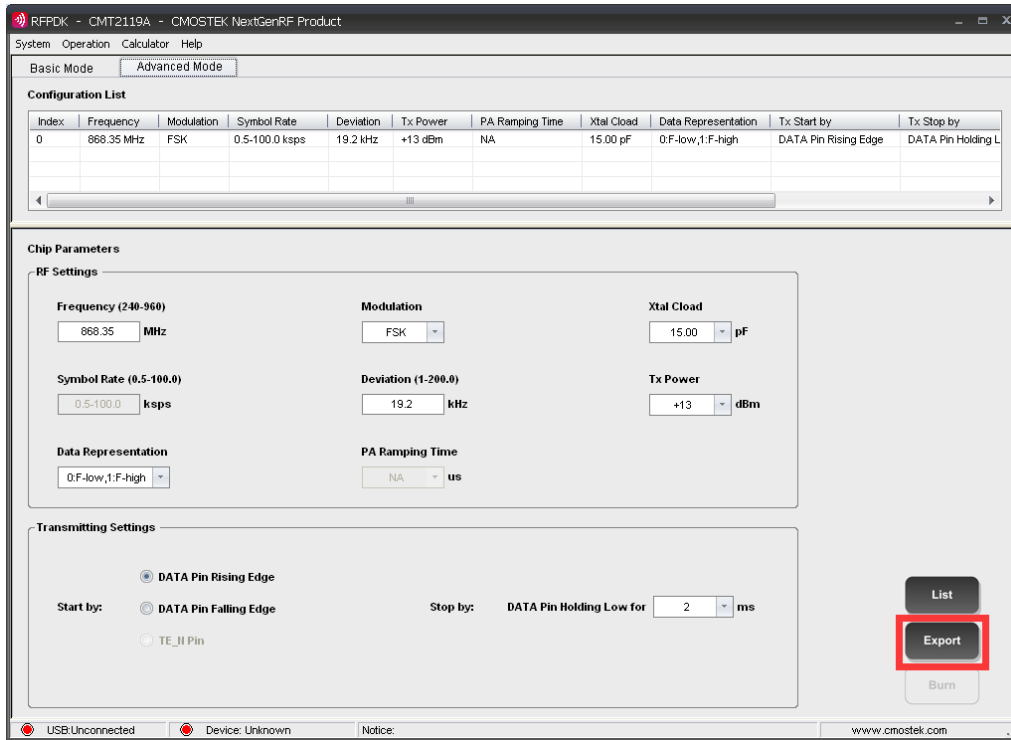 RFPDK - CMT2119A - CMOSTEK NextGenRF Product
System Operation Calculator Help
Basic Mode Advanced Mode
Configuration List
Index Frequency Modulation Symbol Rate Deviation Tx Power PA Ramping Time Xtal Cload Data Representation Tx Start by Tx Stop by
0 868.35 MHz FSK 0.5-100.0 ksps 19.2 kHz +13 dBm NA 15.00 pF 0:F-low,1:F-high DATA Pin Rising Edge DATA Pin Holding L
Chip Parameters
RF Settings
Frequency (240-960) Modulation Xtal Cload
868.35 MHz FSK 15.00 pF
Symbol Rate (0.5-100.0) Deviation (1-200.0) Tx Power
0.5-100.0 ksps 19.2 kHz +13 dBm
Data Representation PA Ramping Time
0:F-low,1:F-high NA us
Transmitting Settings
DATA Pin Rising Edge
Start by: DATA Pin Falling Edge Stop by: DATA Pin Holding Low for 2 ms
TE_N Pin
List
Export
Burn
USB:Unconnected Device: Unknown Notice: www.cmostek.com